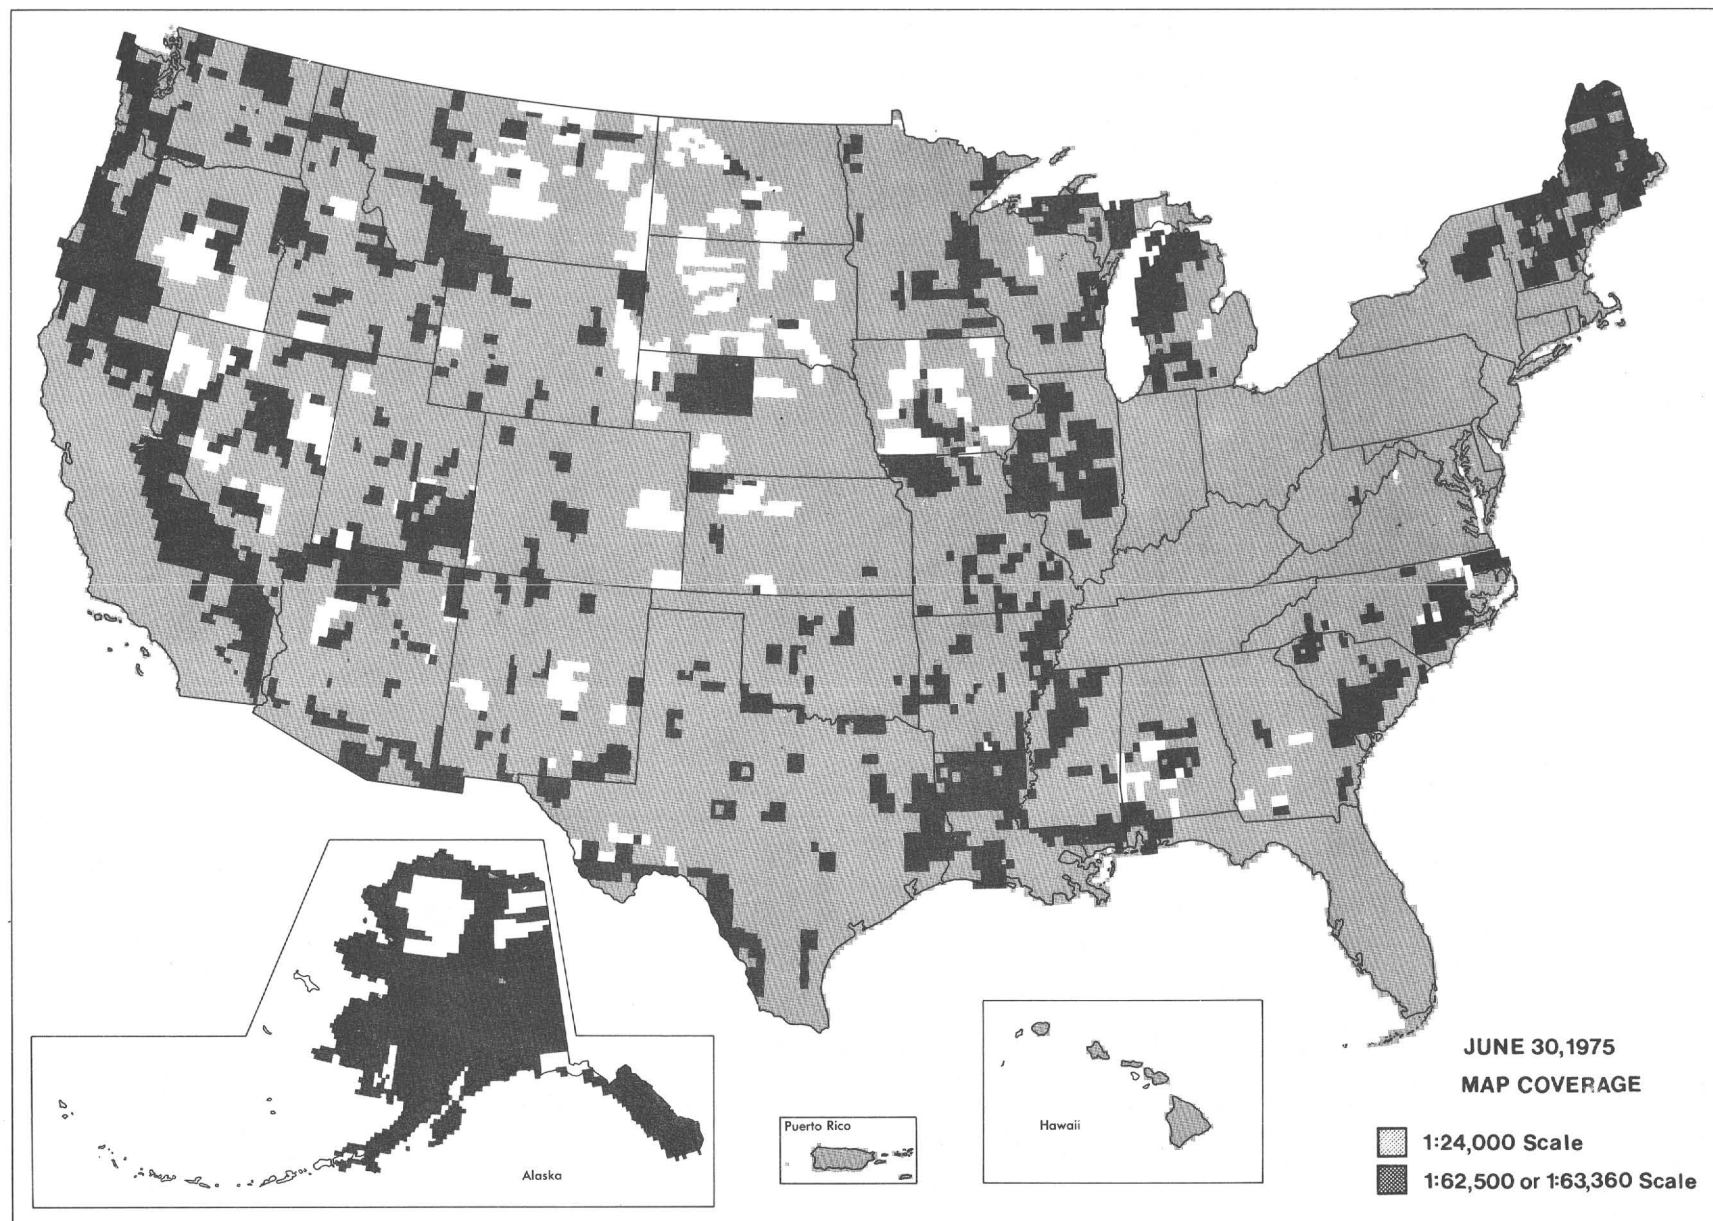 JUNE 30,1975
MAP COVERAGE
1:24,000 Scale
1:62,500 or 1:63,360 Scale
Puerto Rico
Hawaii
Alaska